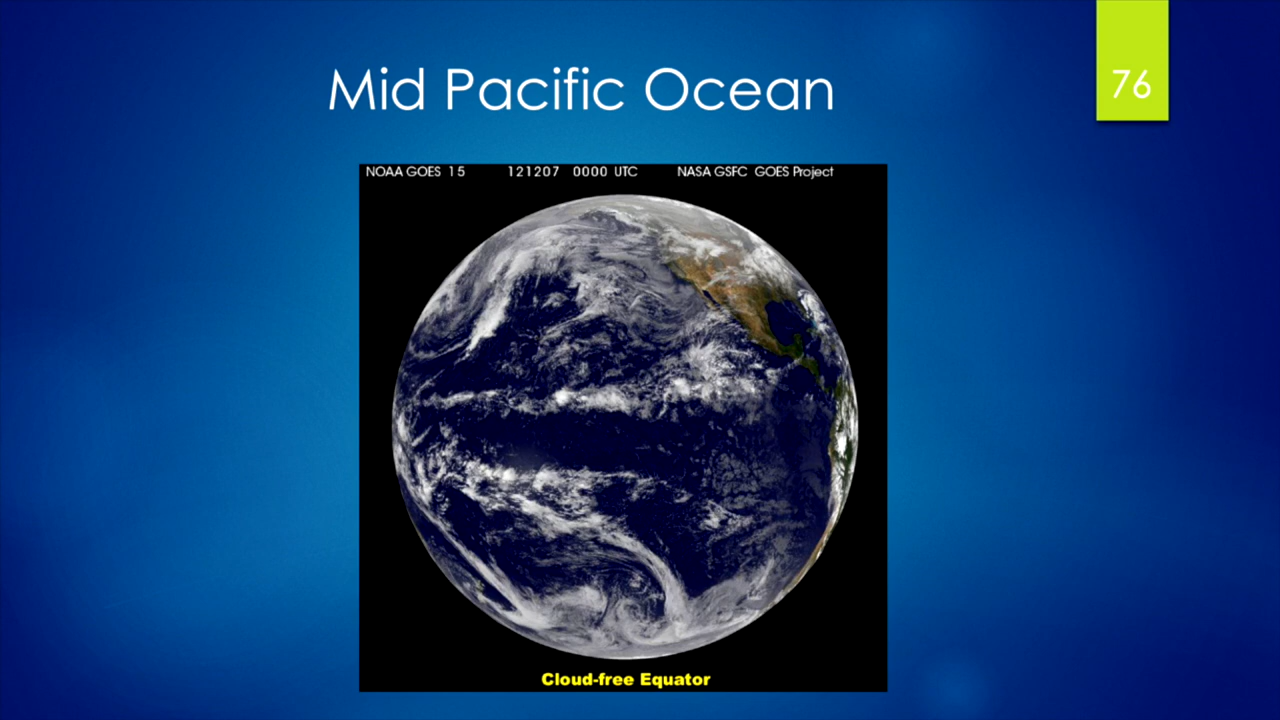 Mid Pacific Ocean
76
NOAA GOES 15 121207 0000 UTC NASA GSFC GOES Project
Cloud-free Equator